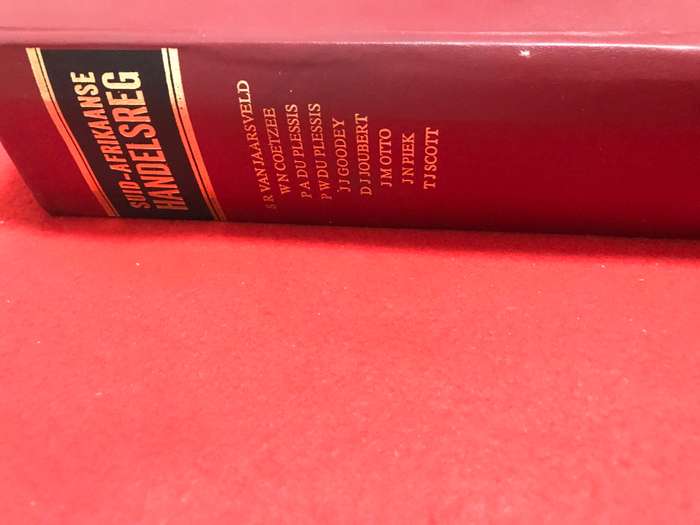 SUID-AFRIKAANSE
HANDELSREG
S R VAN JAARSVELD
W N COETZEE
P A DU PLESSIS
P W DU PLESSIS
J J GOODEY
D J JOUBERT
J M OTTO
J N PIEK
T J SCOTT